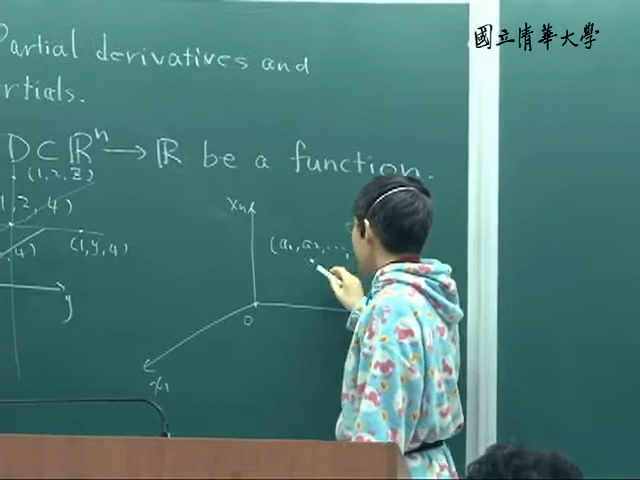 國立清華大學
Partial derivatives and
rtials.
D ⊂ ℝⁿ → ℝ be a function.
(1,2,z)
1,2,4)
(1,y,4)
4)
y
xₙ
(a₁,a₂,...,
0
x₁